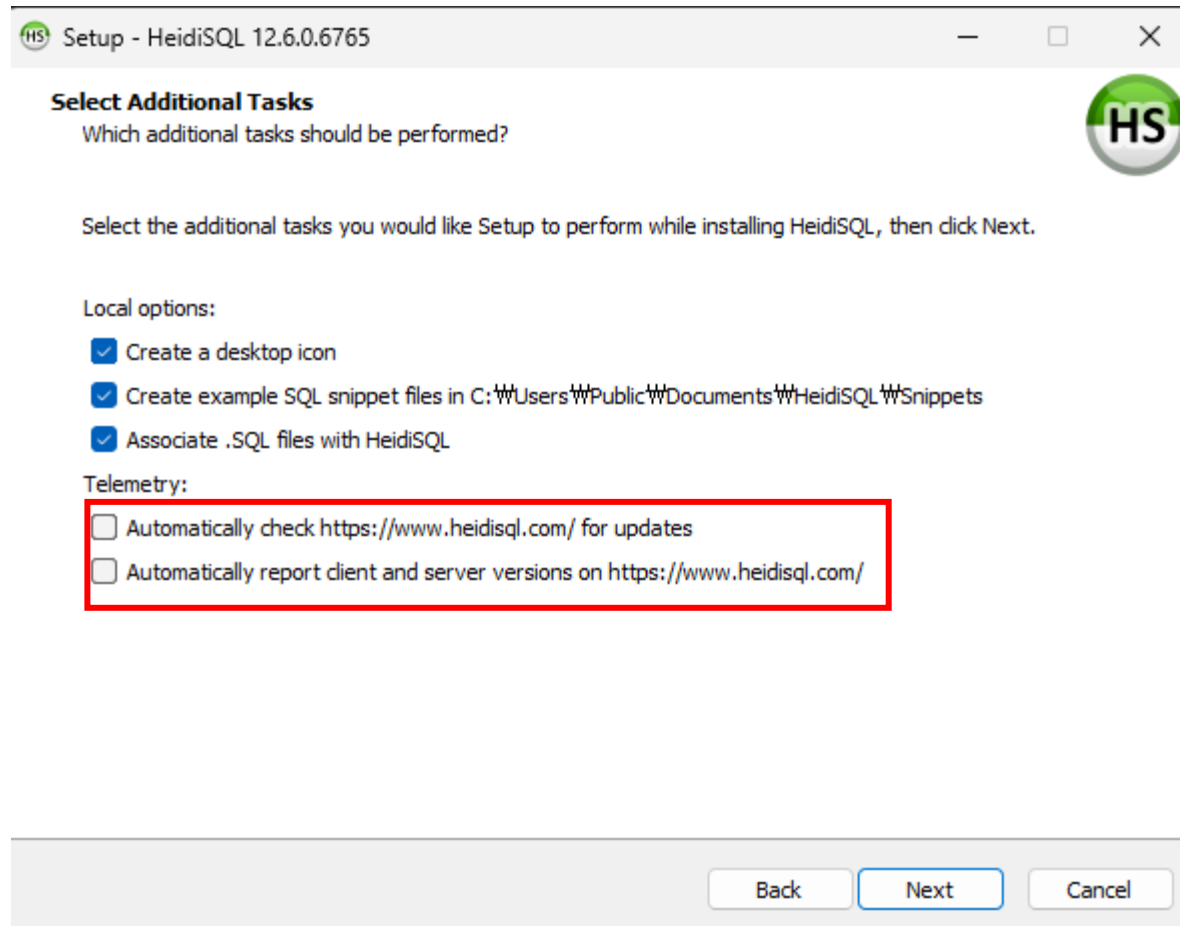 HS Setup - HeidiSQL 12.6.0.6765
Select Additional Tasks
Which additional tasks should be performed?
HS
Select the additional tasks you would like Setup to perform while installing HeidiSQL, then click Next.
Local options:
Create a desktop icon
Create example SQL snippet files in C:₩Users₩Public₩Documents₩HeidiSQL₩Snippets
Associate .SQL files with HeidiSQL
Telemetry:
Automatically check https://www.heidisql.com/ for updates
Automatically report client and server versions on https://www.heidisql.com/
Back Next Cancel